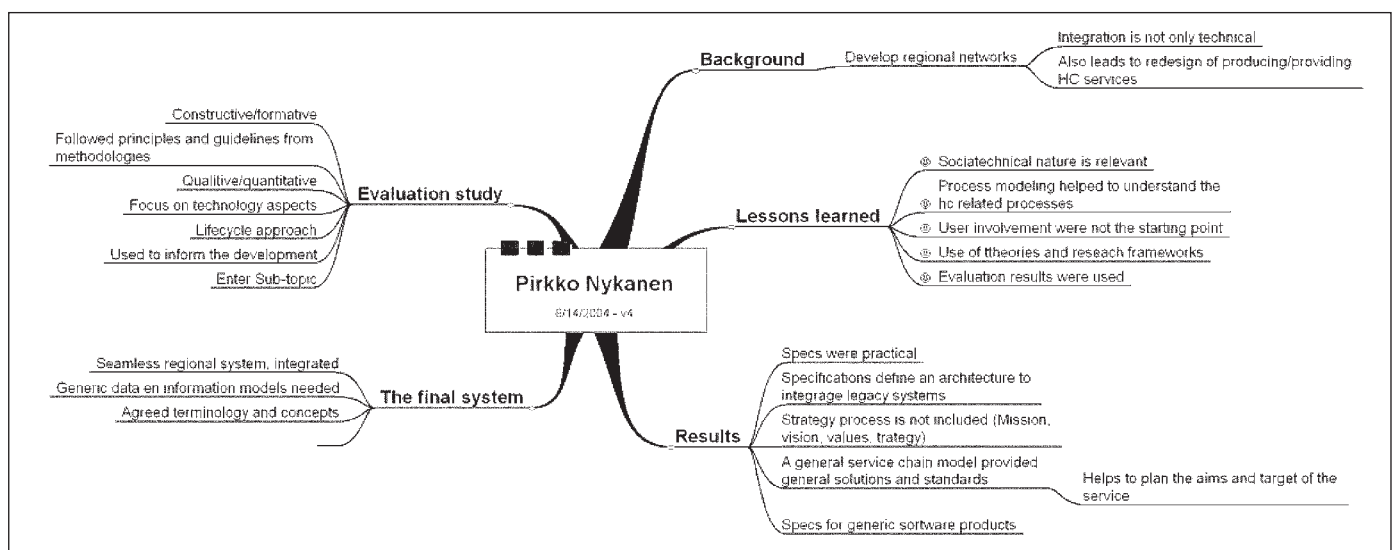 Pirkko Nykanen
6/14/2004 - v4
Background
Develop regional networks
Integration is not only technical
Also leads to redesign of producing/providing
HC services
Lessons learned
Sociatechnical nature is relevant
Process modeling helped to understand the
hc related processes
User involvement were not the starting point
Use of ttheories and reseach frameworks
Evaluation results were used
Results
Specs were practical
Specifications define an architecture to
integrage legacy systems
Strategy process is not included (Mission,
vision, values, trategy)
A general service chain model provided
general solutions and standards
Helps to plan the aims and target of the
service
Specs for generic sortware products
Evaluation study
Constructive/formative
Followed principles and guidelines from
methodologies
Qualitive/quantitative
Focus on technology aspects
Lifecycle approach
Used to inform the development
Enter Sub-topic
The final system
Seamless regional system, integrated
Generic data en information models needed
Agreed terminology and concepts